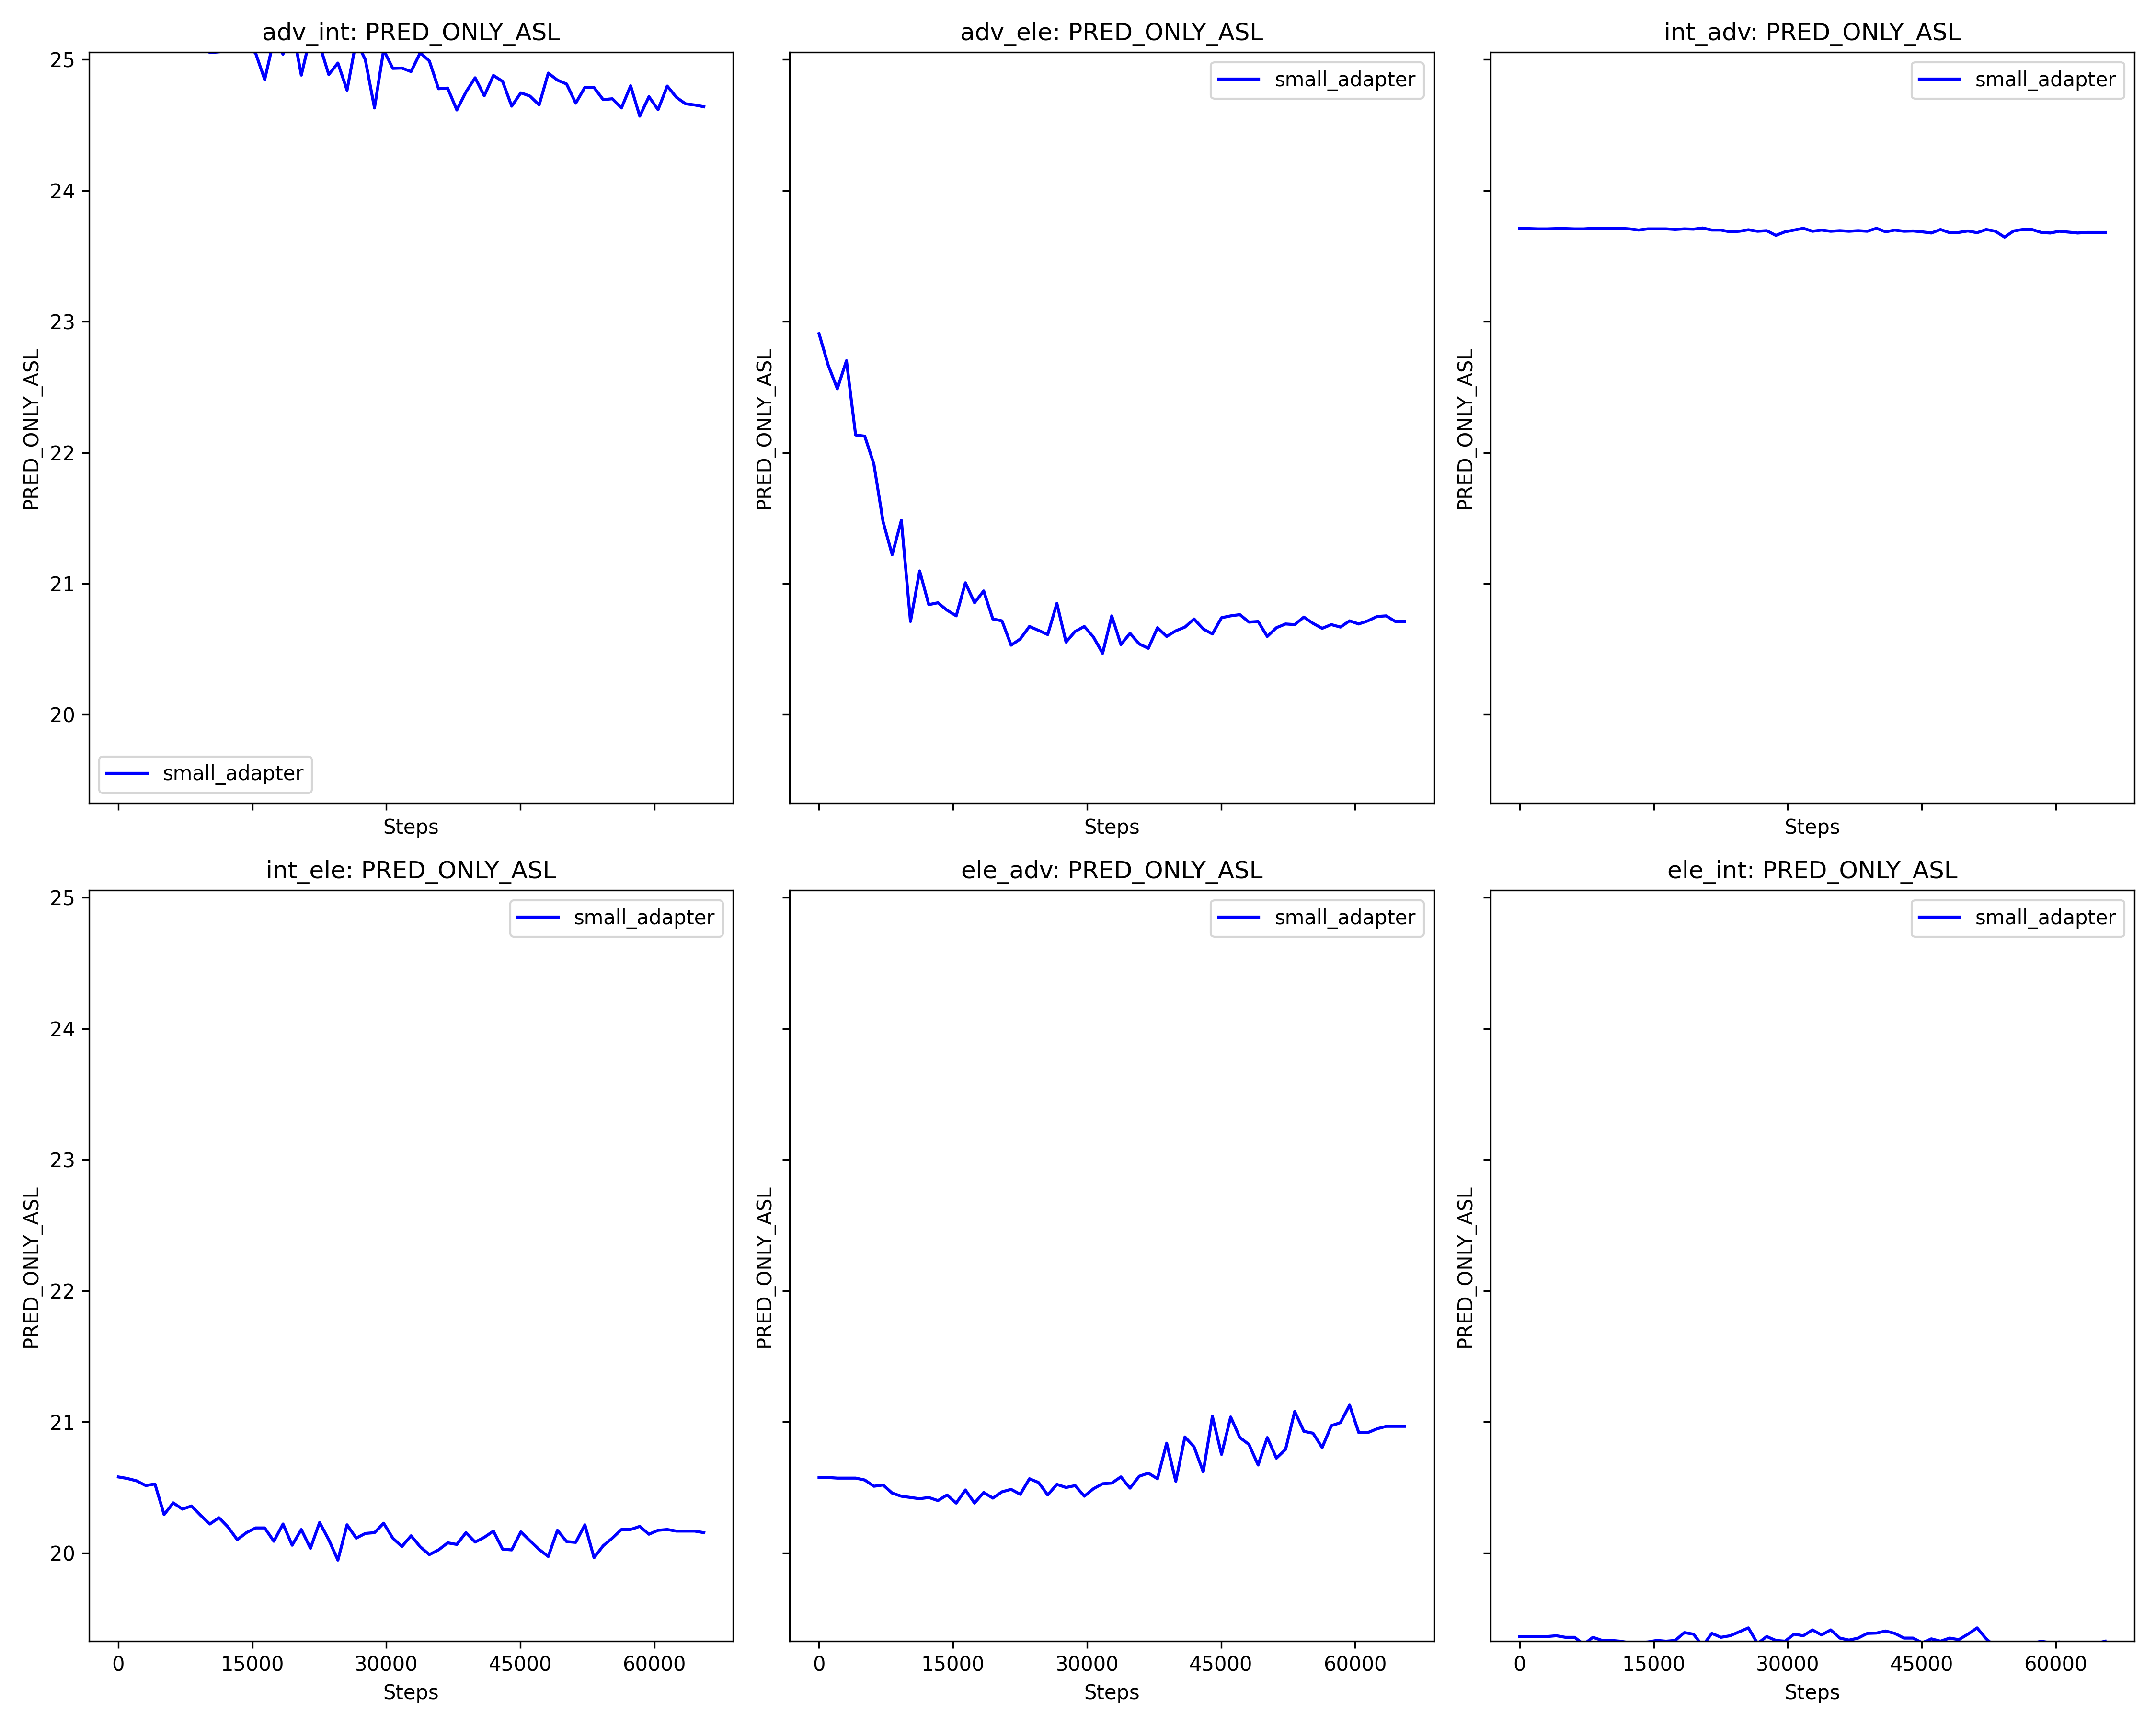 adv_int: PRED_ONLY_ASL
adv_ele: PRED_ONLY_ASL
int_adv: PRED_ONLY_ASL
25
24
23
22
21
20
PRED_ONLY_ASL
PRED_ONLY_ASL
PRED_ONLY_ASL
small_adapter
small_adapter
small_adapter
Steps
Steps
Steps
int_ele: PRED_ONLY_ASL
ele_adv: PRED_ONLY_ASL
ele_int: PRED_ONLY_ASL
25
24
23
22
21
20
PRED_ONLY_ASL
PRED_ONLY_ASL
PRED_ONLY_ASL
small_adapter
small_adapter
small_adapter
0 15000 30000 45000 60000
0 15000 30000 45000 60000
0 15000 30000 45000 60000
Steps
Steps
Steps